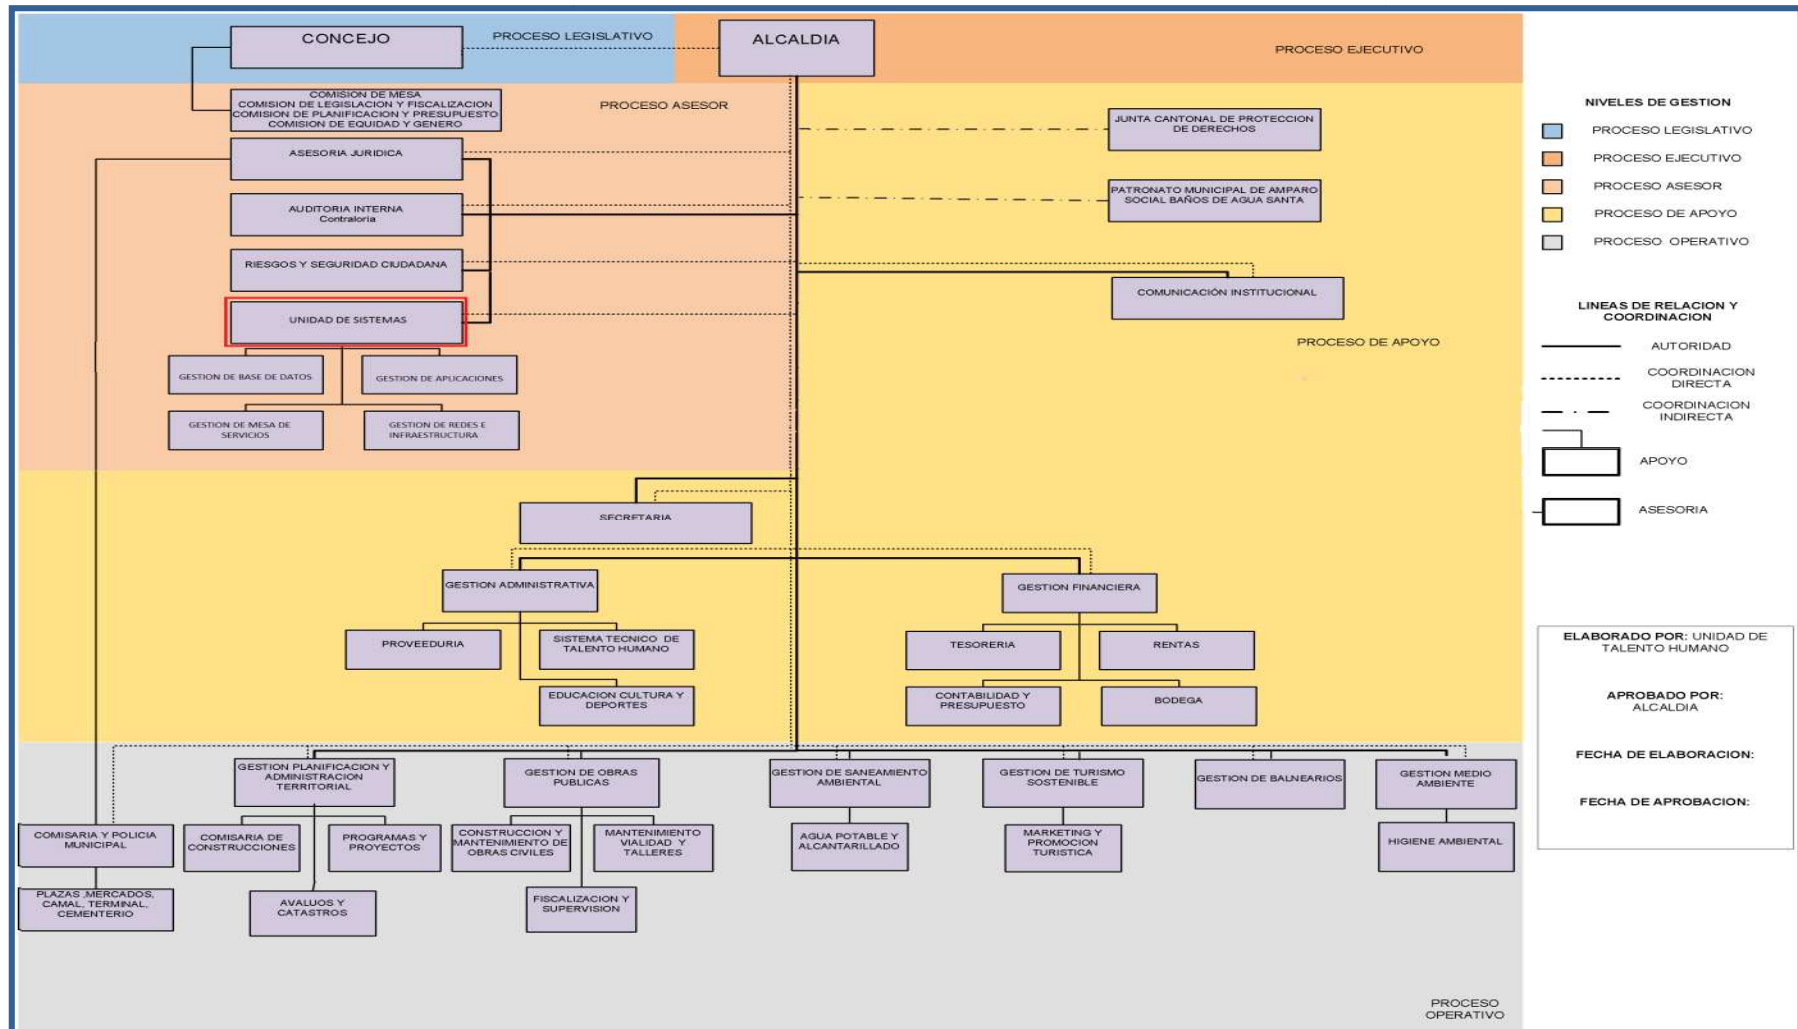 CONCEJO
PROCESO LEGISLATIVO
ALCALDIA
PROCESO EJECUTIVO
COMISION DE MESA
COMISION DE LEGISLACION Y FISCALIZACION
COMISION DE PLANIFICACION Y PRESUPUESTO
COMISION DE EQUIDAD Y GENERO
PROCESO ASESOR
JUNTA CANTONAL DE PROTECCION
DE DERECHOS
ASESORIA JURIDICA
AUDITORIA INTERNA
Contraloria
PATRONATO MUNICIPAL DE AMPARO
SOCIAL BAÑOS DE AGUA SANTA
RIESGOS Y SEGURIDAD CIUDADANA
COMUNICACIÓN INSTITUCIONAL
UNIDAD DE SISTEMAS
PROCESO DE APOYO
GESTION DE BASE DE DATOS
GESTION DE APLICACIONES
GESTION DE MESA DE
SERVICIOS
GESTION DE REDES E
INFRAESTRUCTURA
SECRETARIA
GESTION ADMINISTRATIVA
GESTION FINANCIERA
PROVEEDURIA
SISTEMA TECNICO DE
TALENTO HUMANO
TESORERIA
RENTAS
EDUCACION CULTURA Y
DEPORTES
CONTABILIDAD Y
PRESUPUESTO
BODEGA
GESTION PLANIFICACION Y
ADMINISTRACION
TERRITORIAL
GESTION DE OBRAS
PUBLICAS
GESTION DE SANEAMIENTO
AMBIENTAL
GESTION DE TURISMO
SOSTENIBLE
GESTION DE BALNEARIOS
GESTION MEDIO
AMBIENTE
COMISARIA Y POLICIA
MUNICIPAL
COMISARIA DE
CONSTRUCCIONES
PROGRAMAS Y
PROYECTOS
CONSTRUCCION Y
MANTENIMIENTO DE
OBRAS CIVILES
MANTENIMIENTO
VIALIDAD Y
TALLERES
AGUA POTABLE Y
ALCANTARILLADO
MARKETING Y
PROMOCION
TURISTICA
HIGIENE AMBIENTAL
PLAZAS ,MERCADOS,
CAMAL, TERMINAL,
CEMENTERIO
AVALUOS Y
CATASTROS
FISCALIZACION Y
SUPERVISION
PROCESO
OPERATIVO
NIVELES DE GESTION
PROCESO LEGISLATIVO
PROCESO EJECUTIVO
PROCESO ASESOR
PROCESO DE APOYO
PROCESO OPERATIVO
LINEAS DE RELACION Y
COORDINACION
AUTORIDAD
COORDINACION
DIRECTA
COORDINACION
INDIRECTA
APOYO
ASESORIA
ELABORADO POR: UNIDAD DE
TALENTO HUMANO
APROBADO POR:
ALCALDIA
FECHA DE ELABORACION:
FECHA DE APROBACION: